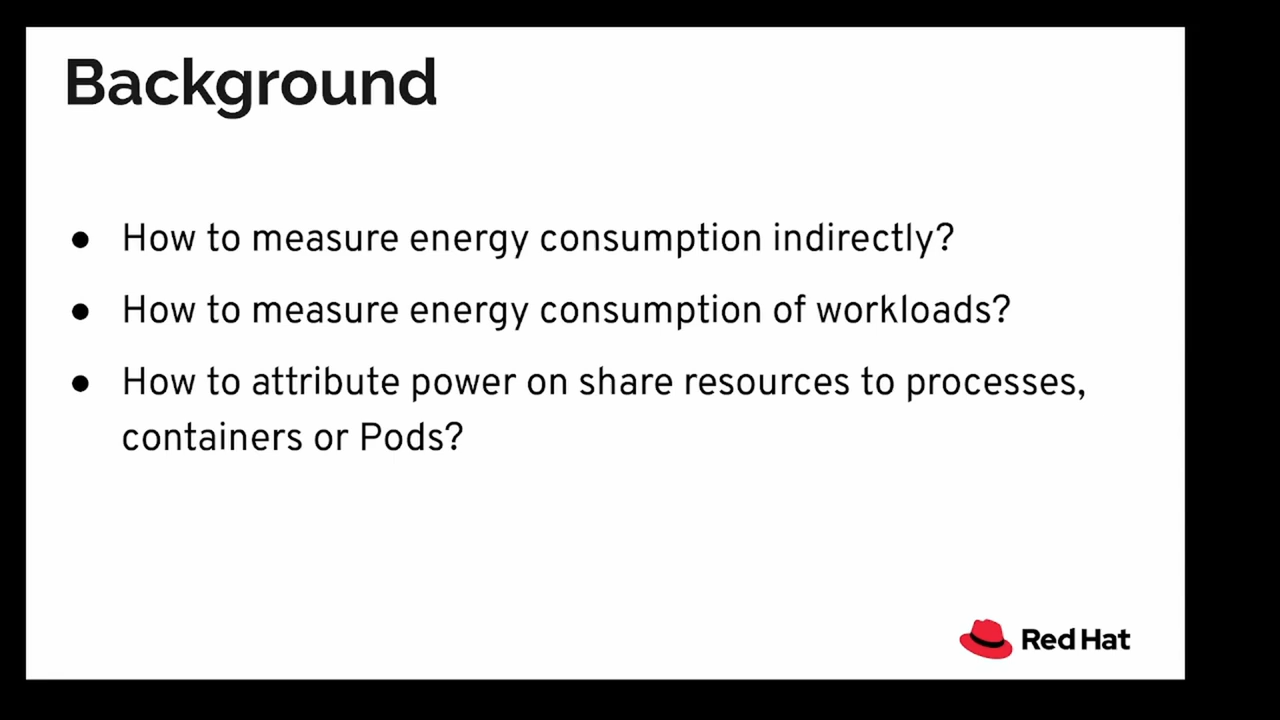 Background
● How to measure energy consumption indirectly?
● How to measure energy consumption of workloads?
● How to attribute power on share resources to processes,
containers or Pods?
Red Hat